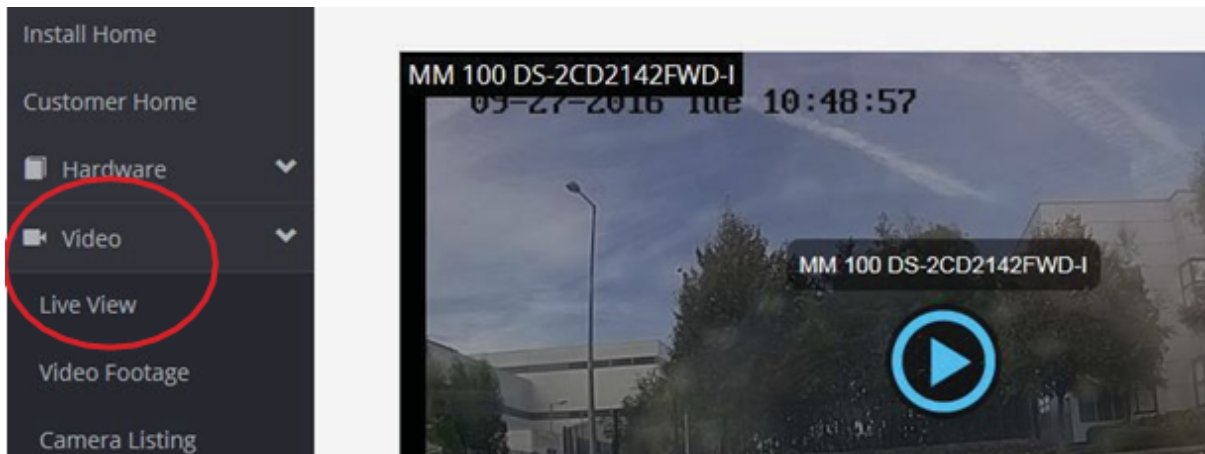 Install Home
Customer Home
Hardware
Video
Live View
Video Footage
Camera Listing
MM 100 DS-2CD2142FWD-I
09-27-2016 Tue 10:48:57
MM 100 DS-2CD2142FWD-I